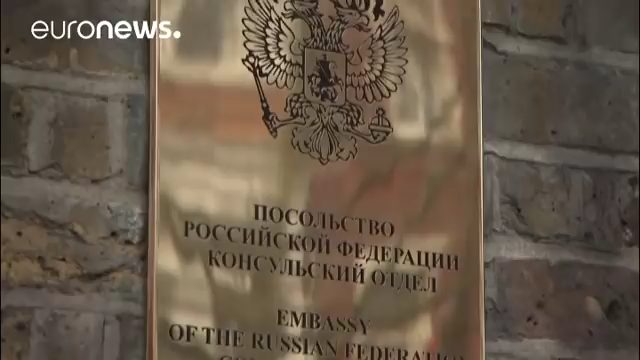 euronews.
ПОСОЛЬСТВО
РОССИЙСКОЙ ФЕДЕРАЦИИ
КОНСУЛЬСКИЙ ОТДЕЛ
EMBASSY
OF THE RUSSIAN FEDERATION